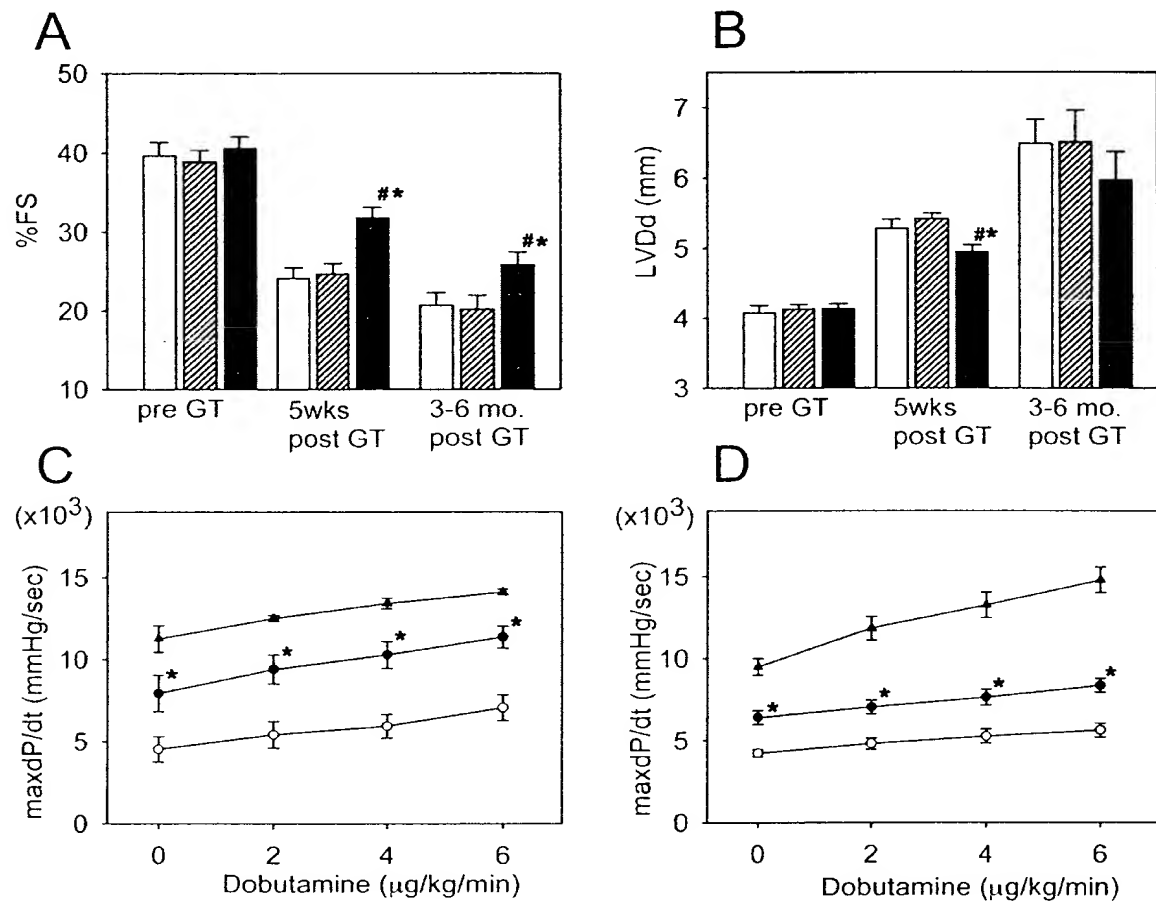 A
50
40
30
20
10
%FS
#*
#*
pre GT
5wks
post GT
3-6 mo.
post GT
B
7
6
5
4
3
LVDd (mm)
#*
pre GT
5wks
post GT
3-6 mo.
post GT
C
(x10³)
15
10
5
0
maxdP/dt (mmHg/sec)
*
*
*
*
0 2 4 6
Dobutamine (μg/kg/min)
D
(x10³)
15
10
5
0
maxdP/dt (mmHg/sec)
*
*
*
*
0 2 4 6
Dobutamine (μg/kg/min)